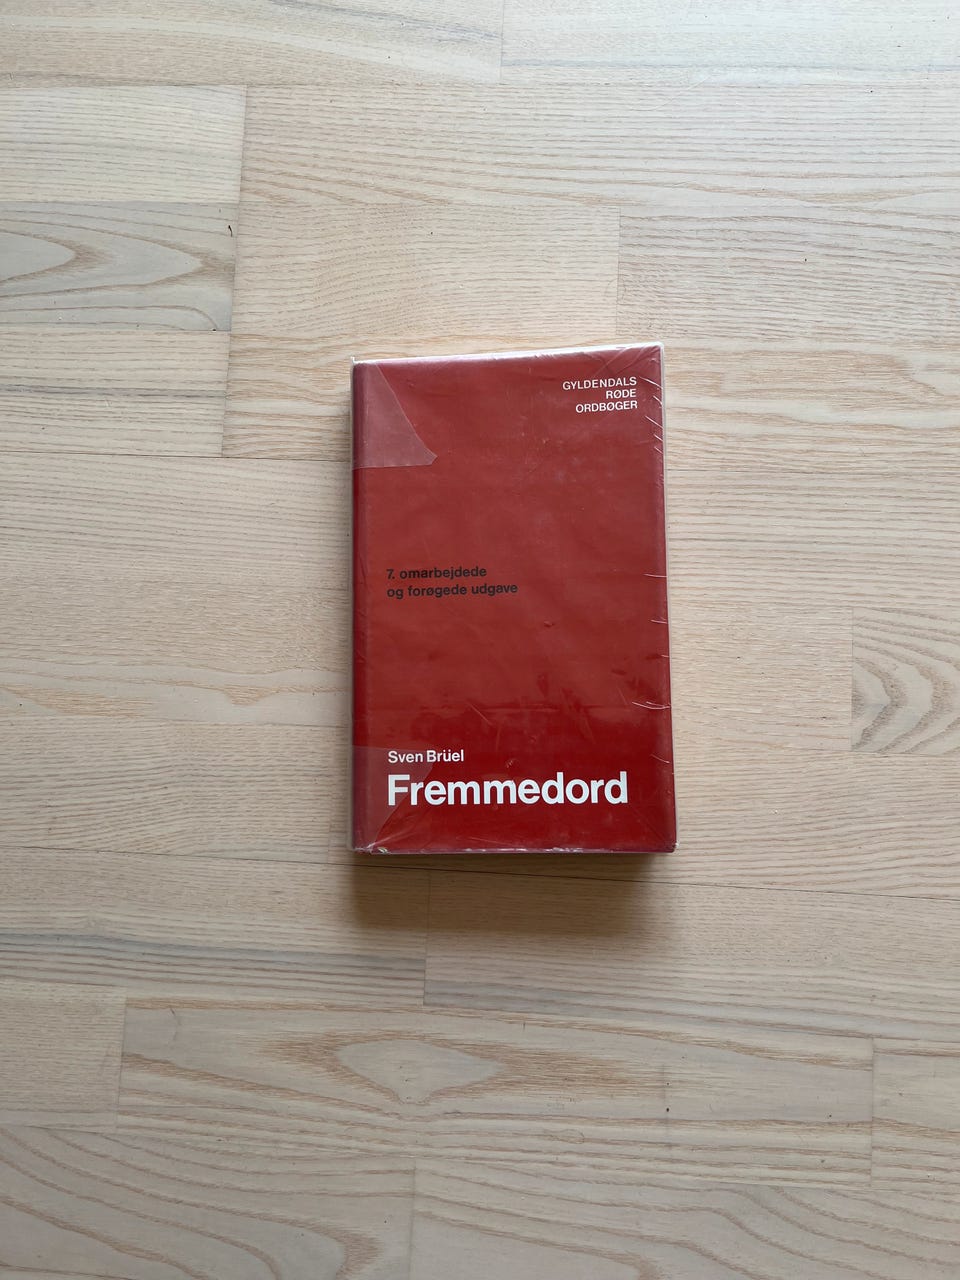 GYLDENDALS
RØDE
ORDBØGER
7. omarbejdede
og forøgede udgave
Sven Brüel
Fremmedord